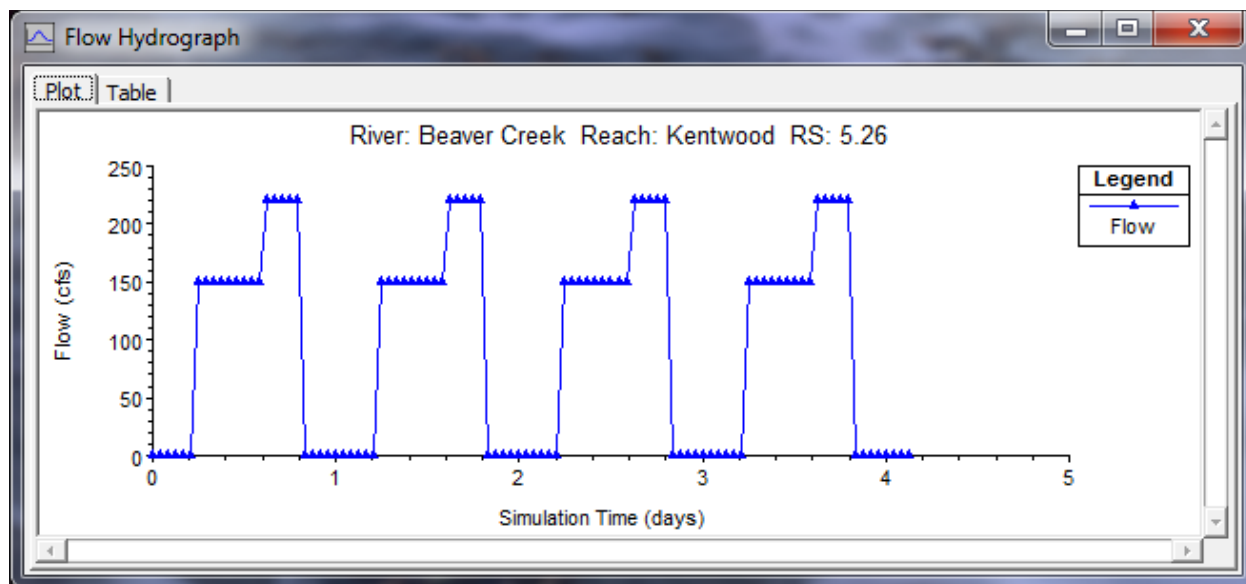 Flow Hydrograph
Plot Table
River: Beaver Creek Reach: Kentwood RS: 5.26
250
200
150
100
50
0
Flow (cfs)
0 1 2 3 4 5
Simulation Time (days)
Legend
Flow